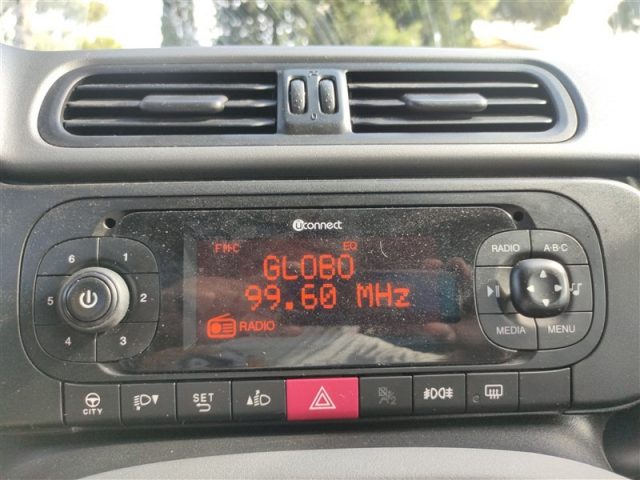 uconnect
FM-C EQ
GLOBO
99.60 MHz
RADIO
6 1
5 2
4 3
RADIO A·B·C
MEDIA MENU
CITY SET 2